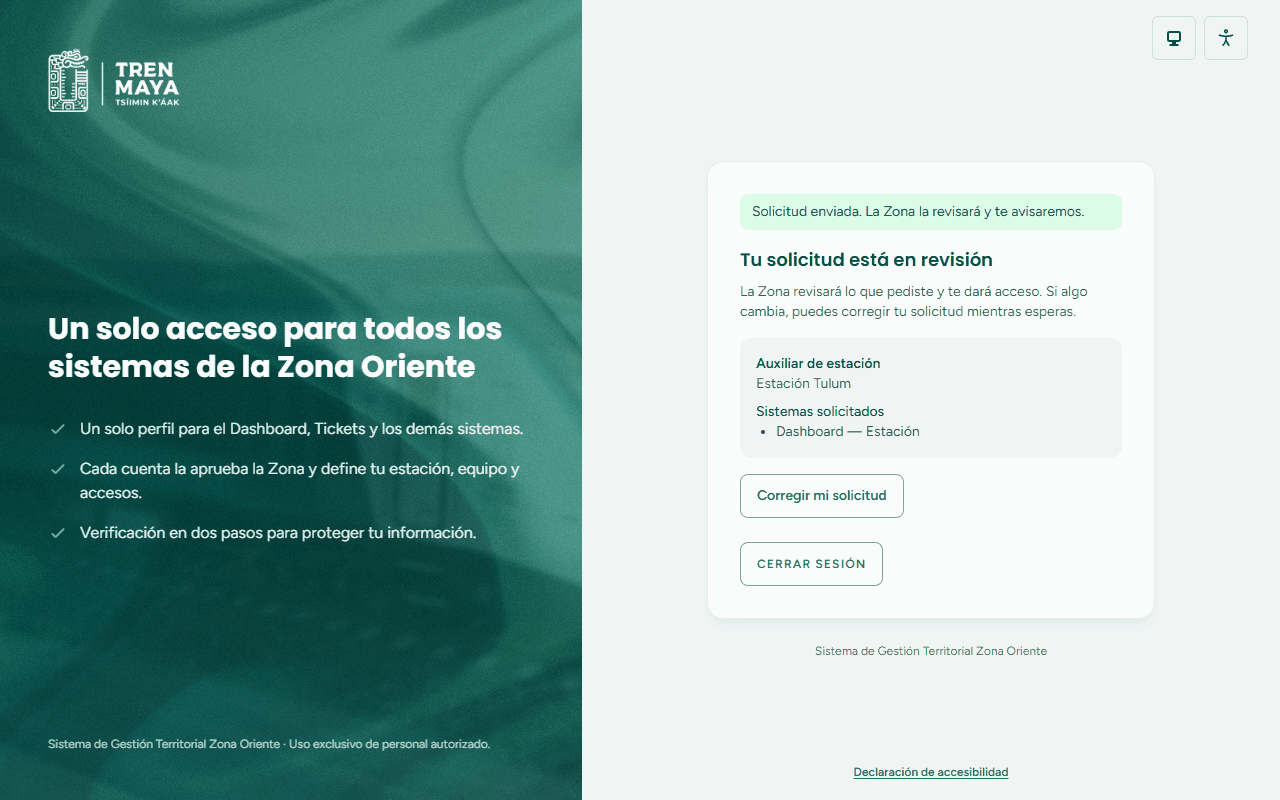 TREN
MAYA
TSÍIMIN K'ÁAK
Un solo acceso para todos los
sistemas de la Zona Oriente
Un solo perfil para el Dashboard, Tickets y los demás sistemas.
Cada cuenta la aprueba la Zona y define tu estación, equipo y
accesos.
Verificación en dos pasos para proteger tu información.
Sistema de Gestión Territorial Zona Oriente · Uso exclusivo de personal autorizado.
Solicitud enviada. La Zona la revisará y te avisaremos.
Tu solicitud está en revisión
La Zona revisará lo que pediste y te dará acceso. Si algo
cambia, puedes corregir tu solicitud mientras esperas.
Auxiliar de estación
Estación Tulum
Sistemas solicitados
• Dashboard — Estación
Corregir mi solicitud
CERRAR SESIÓN
Sistema de Gestión Territorial Zona Oriente
Declaración de accesibilidad